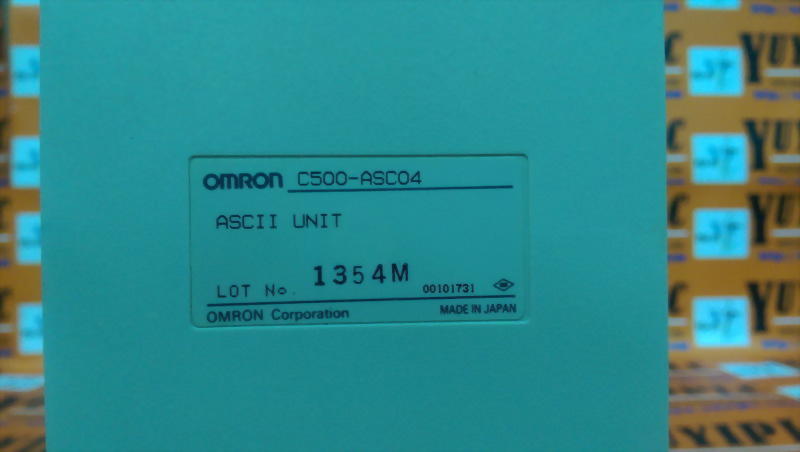 OMRON C500-ASC04
ASCII UNIT
LOT No. 1354M 00101731
OMRON Corporation MADE IN JAPAN